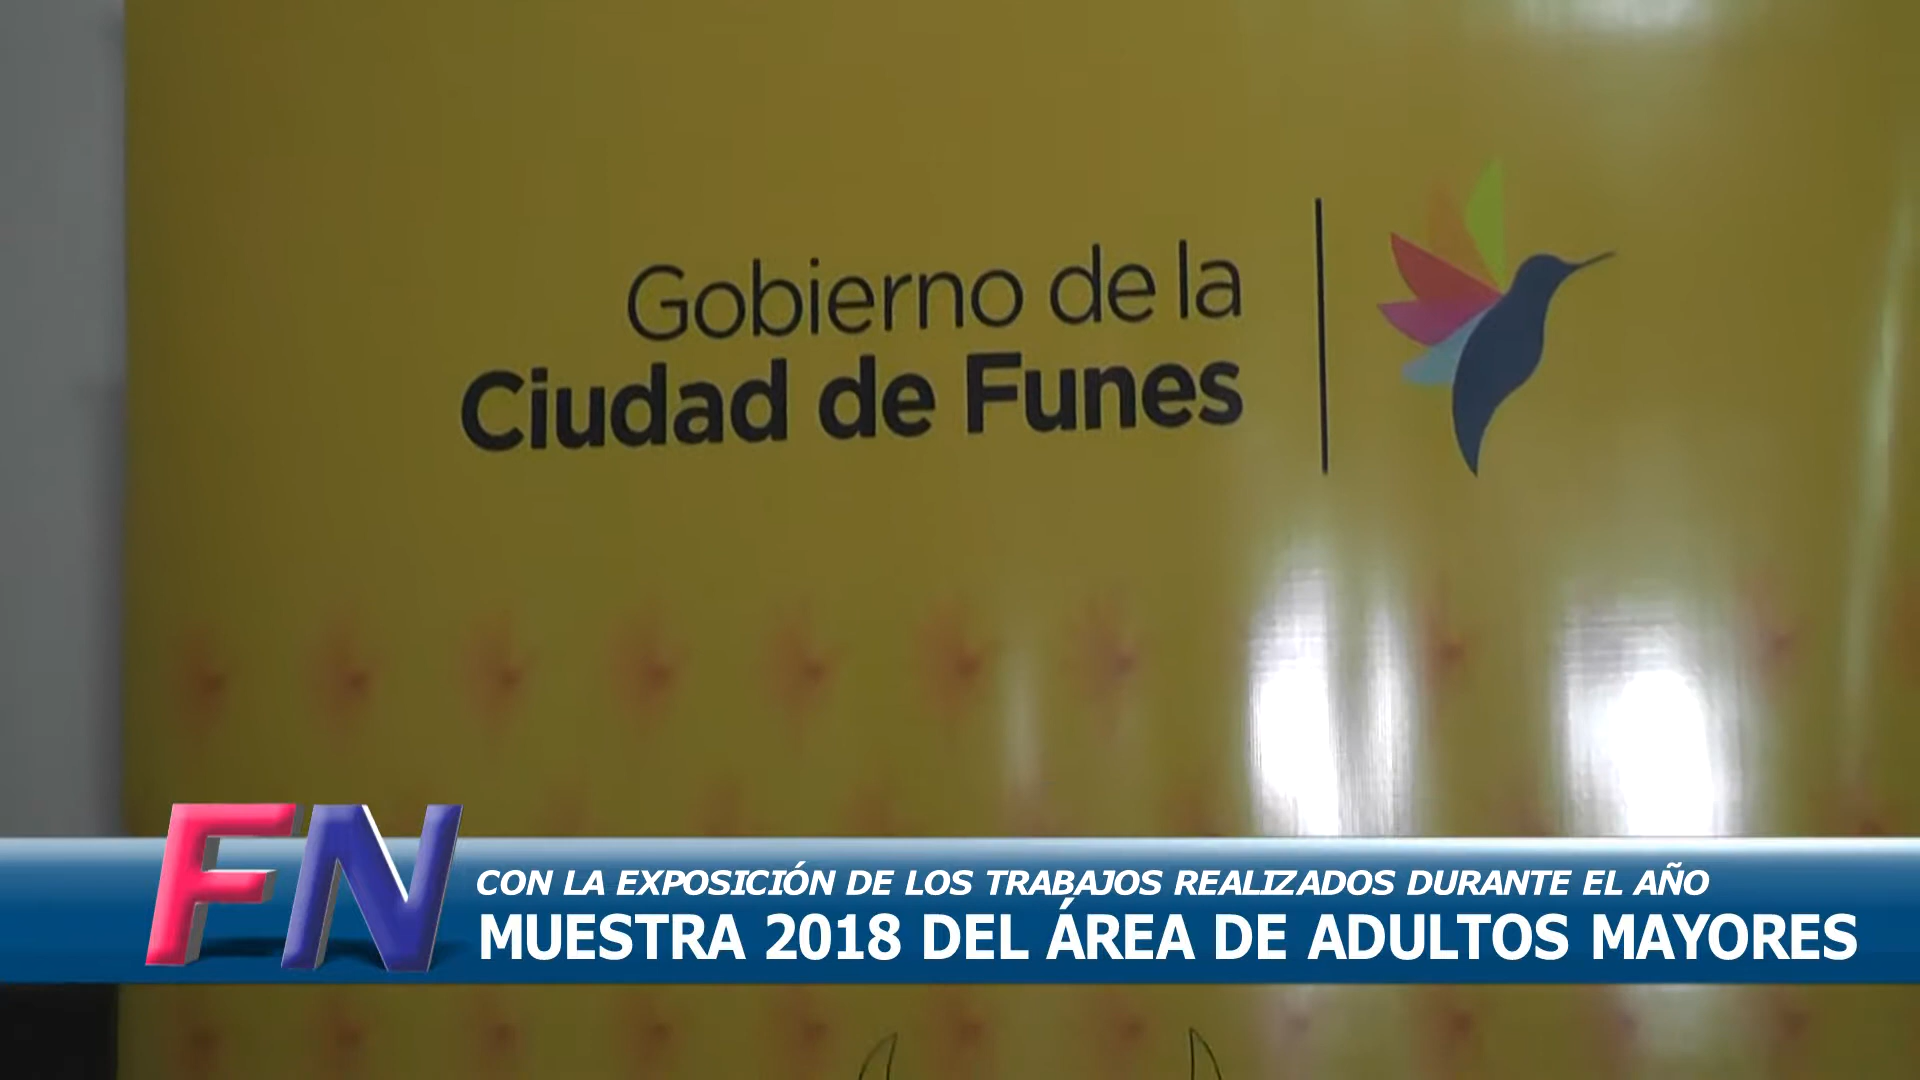 Gobierno de la
Ciudad de Funes
FN
CON LA EXPOSICIÓN DE LOS TRABAJOS REALIZADOS DURANTE EL AÑO
MUESTRA 2018 DEL ÁREA DE ADULTOS MAYORES